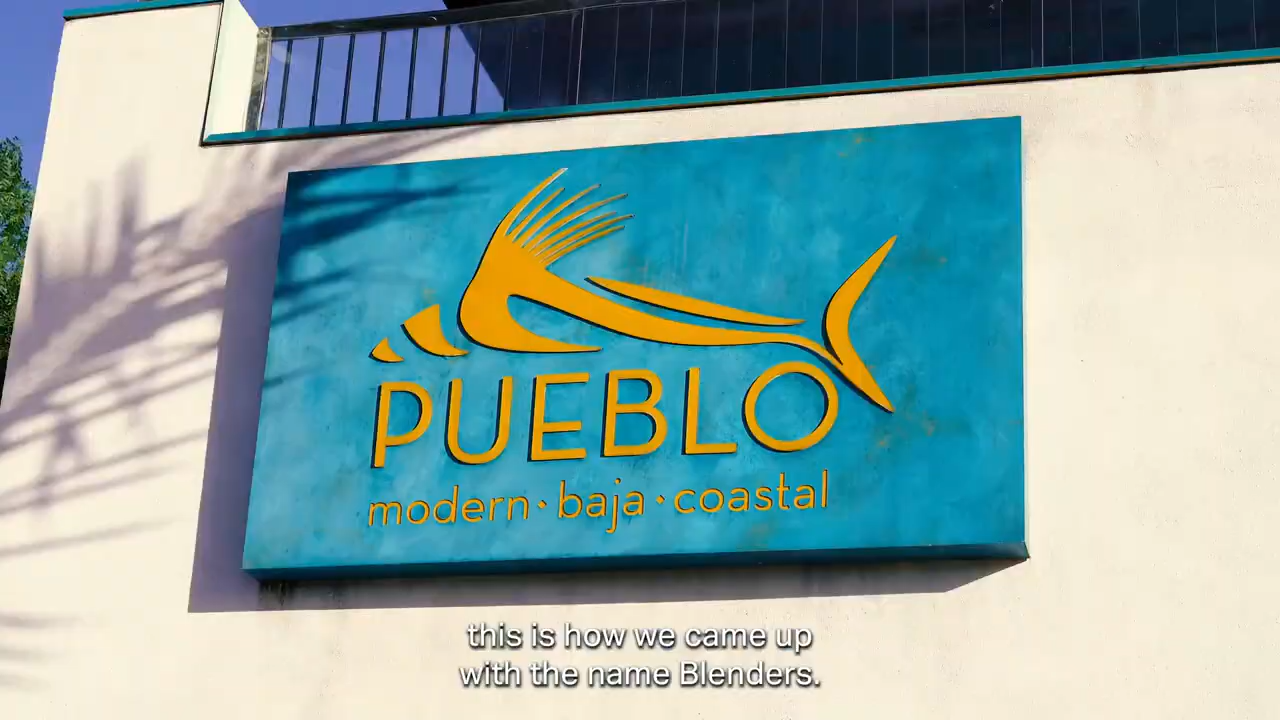 PUEBLO
modern · baja · coastal
this is how we came up
with the name Blenders.